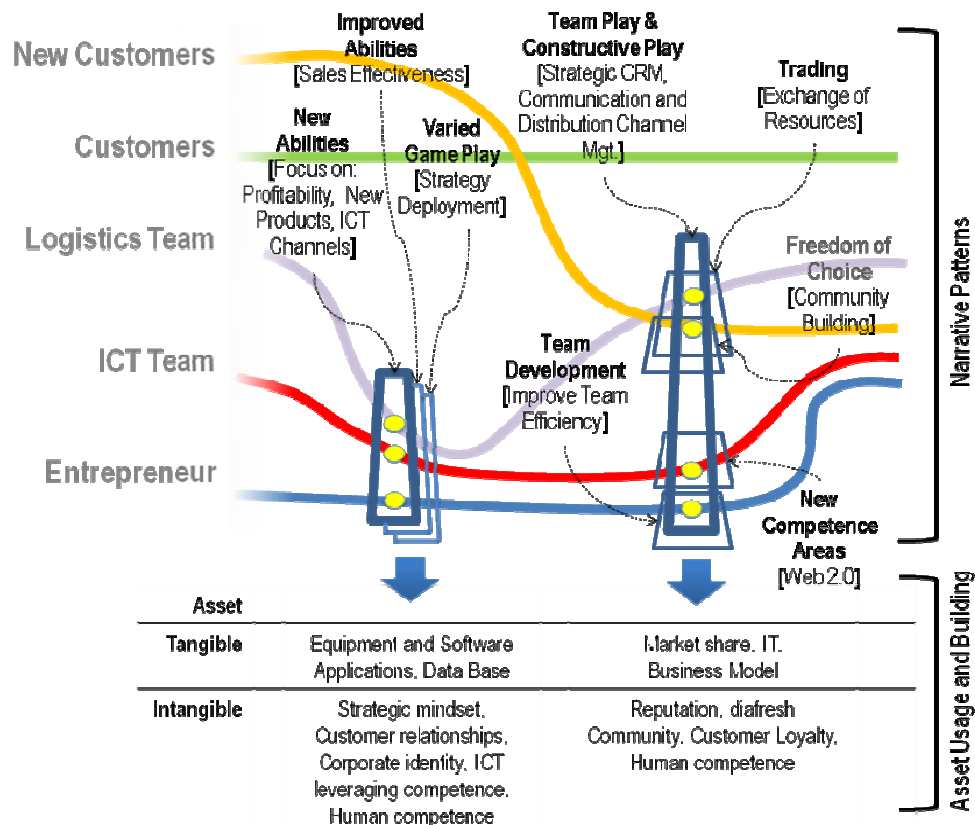 New Customers
Customers
Logistics Team
ICT Team
Entrepreneur
Improved
Abilities
[Sales Effectiveness]
New
Abilities
[Focus on:
Profitability, New
Products, ICT
Channels]
Varied
Game Play
[Strategy
Deployment]
Team Play &
Constructive Play
[Strategic CRM,
Communication and
Distribution Channel
Mgt.]
Trading
[Exchange of
Resources]
Freedom of
Choice
[Community
Building]
Team
Development
[Improve Team
Efficiency]
New
Competence
Areas
[Web 2.0]
Narrative Patterns
Asset
Tangible
Equipment and Software
Applications, Data Base
Market share, IT,
Business Model
Intangible
Strategic mindset,
Customer relationships,
Corporate identity, ICT
leveraging competence,
Human competence
Reputation, diafresh
Community, Customer Loyalty,
Human competence
Asset Usage and Building